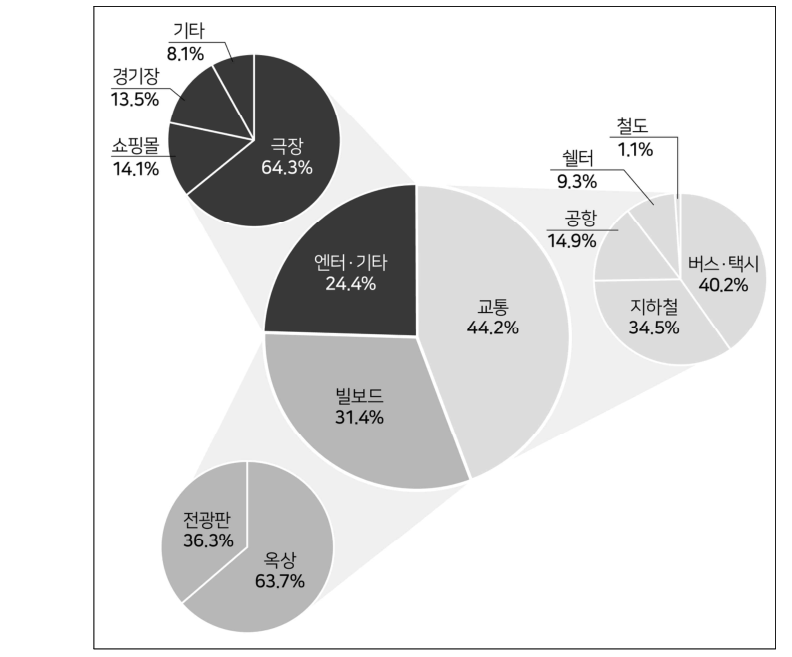 기타
8.1%
경기장
13.5%
쇼핑몰
14.1%
극장
64.3%
철도
1.1%
쉘터
9.3%
공항
14.9%
버스·택시
40.2%
지하철
34.5%
엔터·기타
24.4%
교통
44.2%
빌보드
31.4%
전광판
36.3%
옥상
63.7%